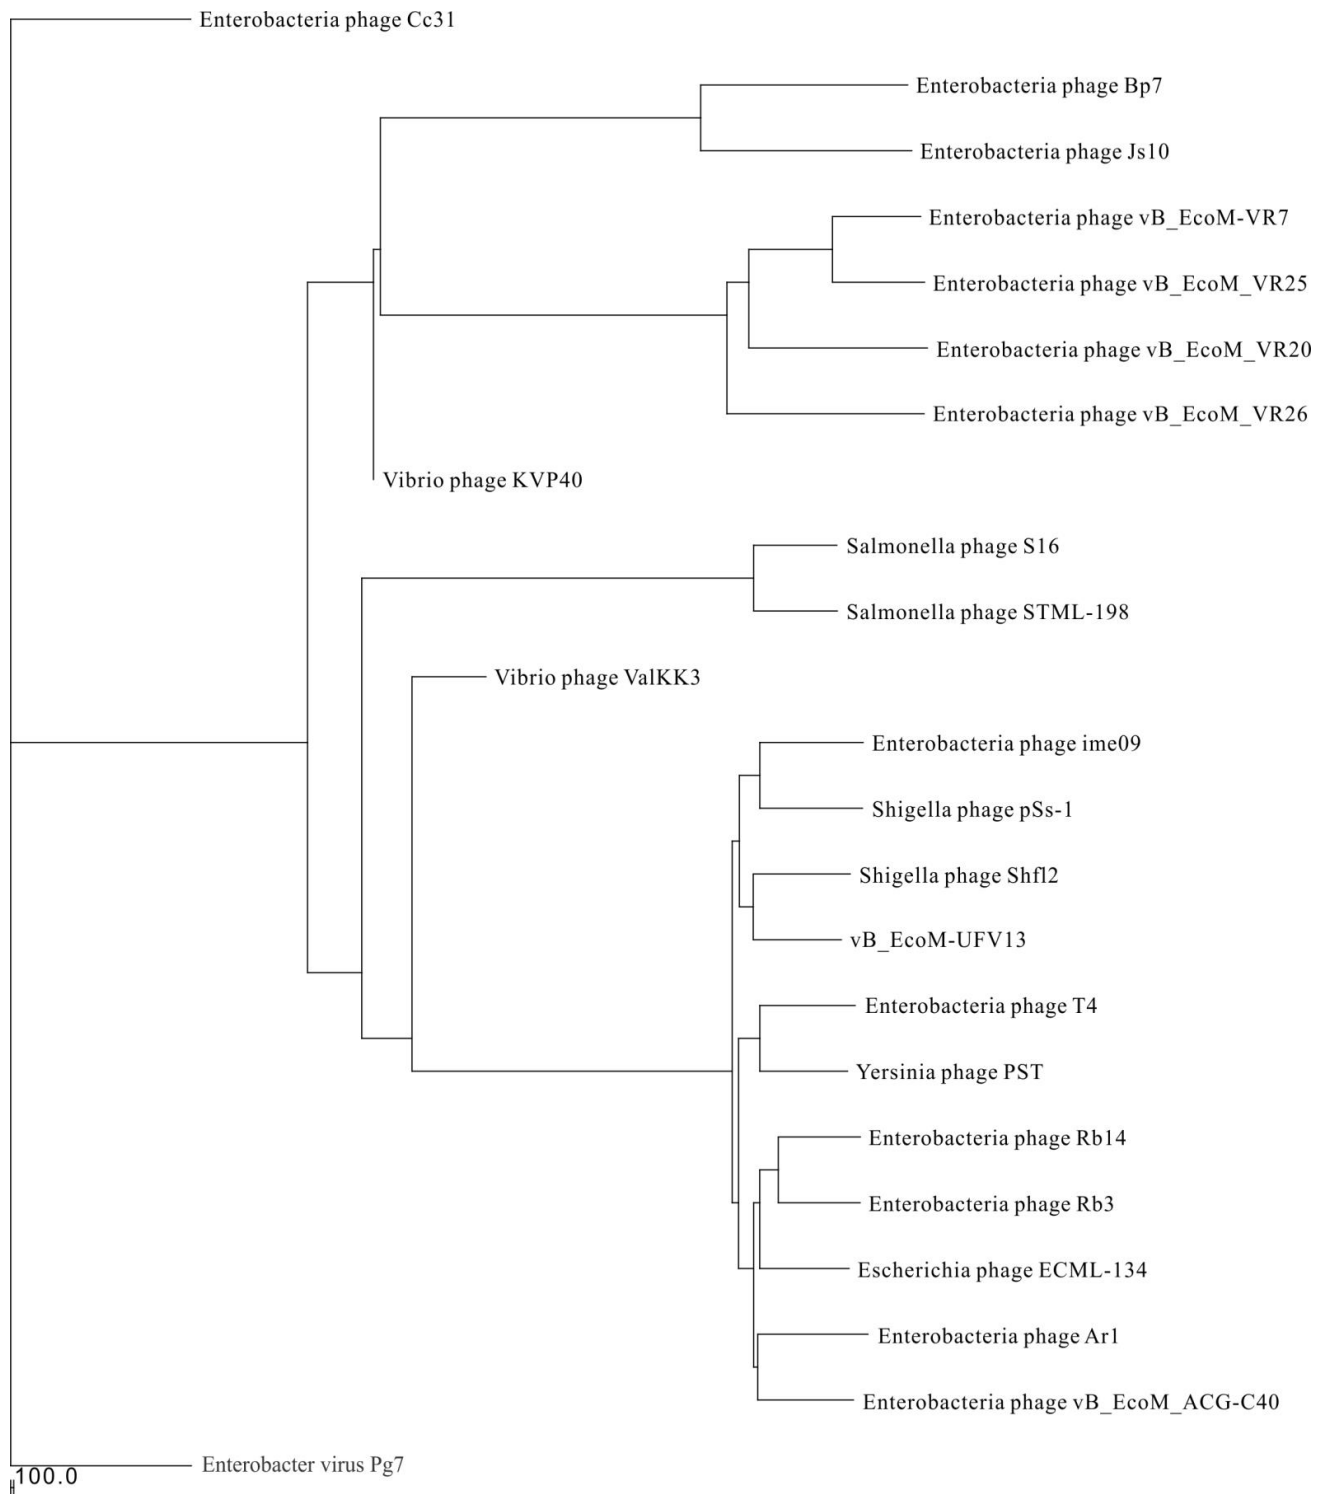 Enterobacteria phage Cc31
Enterobacteria phage Bp7
Enterobacteria phage Js10
Enterobacteria phage vB_EcoM-VR7
Enterobacteria phage vB_EcoM_VR25
Enterobacteria phage vB_EcoM_VR20
Enterobacteria phage vB_EcoM_VR26
Vibrio phage KVP40
Salmonella phage S16
Salmonella phage STML-198
Vibrio phage ValKK3
Enterobacteria phage ime09
Shigella phage pSs-1
Shigella phage Shfl2
vB_EcoM-UFV13
Enterobacteria phage T4
Yersinia phage PST
Enterobacteria phage Rb14
Enterobacteria phage Rb3
Escherichia phage ECML-134
Enterobacteria phage Ar1
Enterobacteria phage vB_EcoM_ACG-C40
Enterobacter virus Pg7
100.0